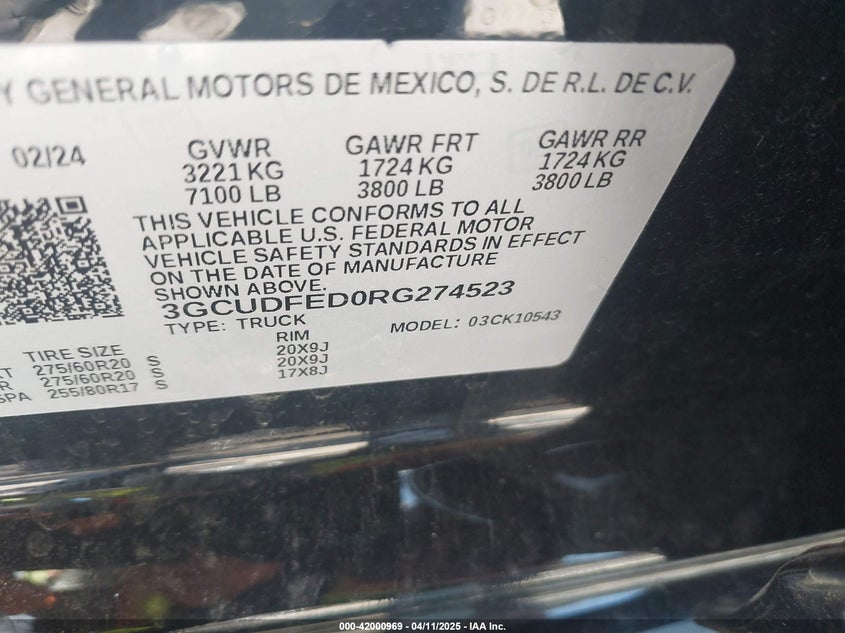 Y GENERAL MOTORS DE MEXICO, S. DE R.L. DE C.V.
02/24 GVWR GAWR FRT GAWR RR
3221 KG 1724 KG 1724 KG
7100 LB 3800 LB 3800 LB
THIS VEHICLE CONFORMS TO ALL
APPLICABLE U.S. FEDERAL MOTOR
VEHICLE SAFETY STANDARDS IN EFFECT
ON THE DATE OF MANUFACTURE
SHOWN ABOVE.
3GCUDFED0RG274523
TYPE: TRUCK MODEL: 03CK10543
TIRE SIZE RIM
RT 275/60R20 S 20X9J
R 275/60R20 S 20X9J
SPA 255/80R17 S 17X8J
000-42000969 - 04/11/2025 - IAA Inc.